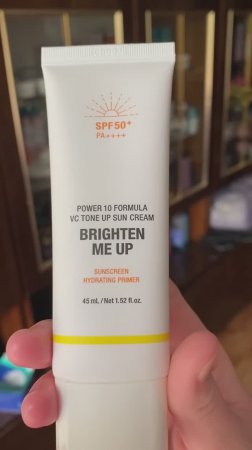 SPF50+
PA++++
POWER 10 FORMULA
VC TONE UP SUN CREAM
BRIGHTEN
ME UP
SUNSCREEN
HYDRATING PRIMER
45 mL / Net 1.52 fl.oz.